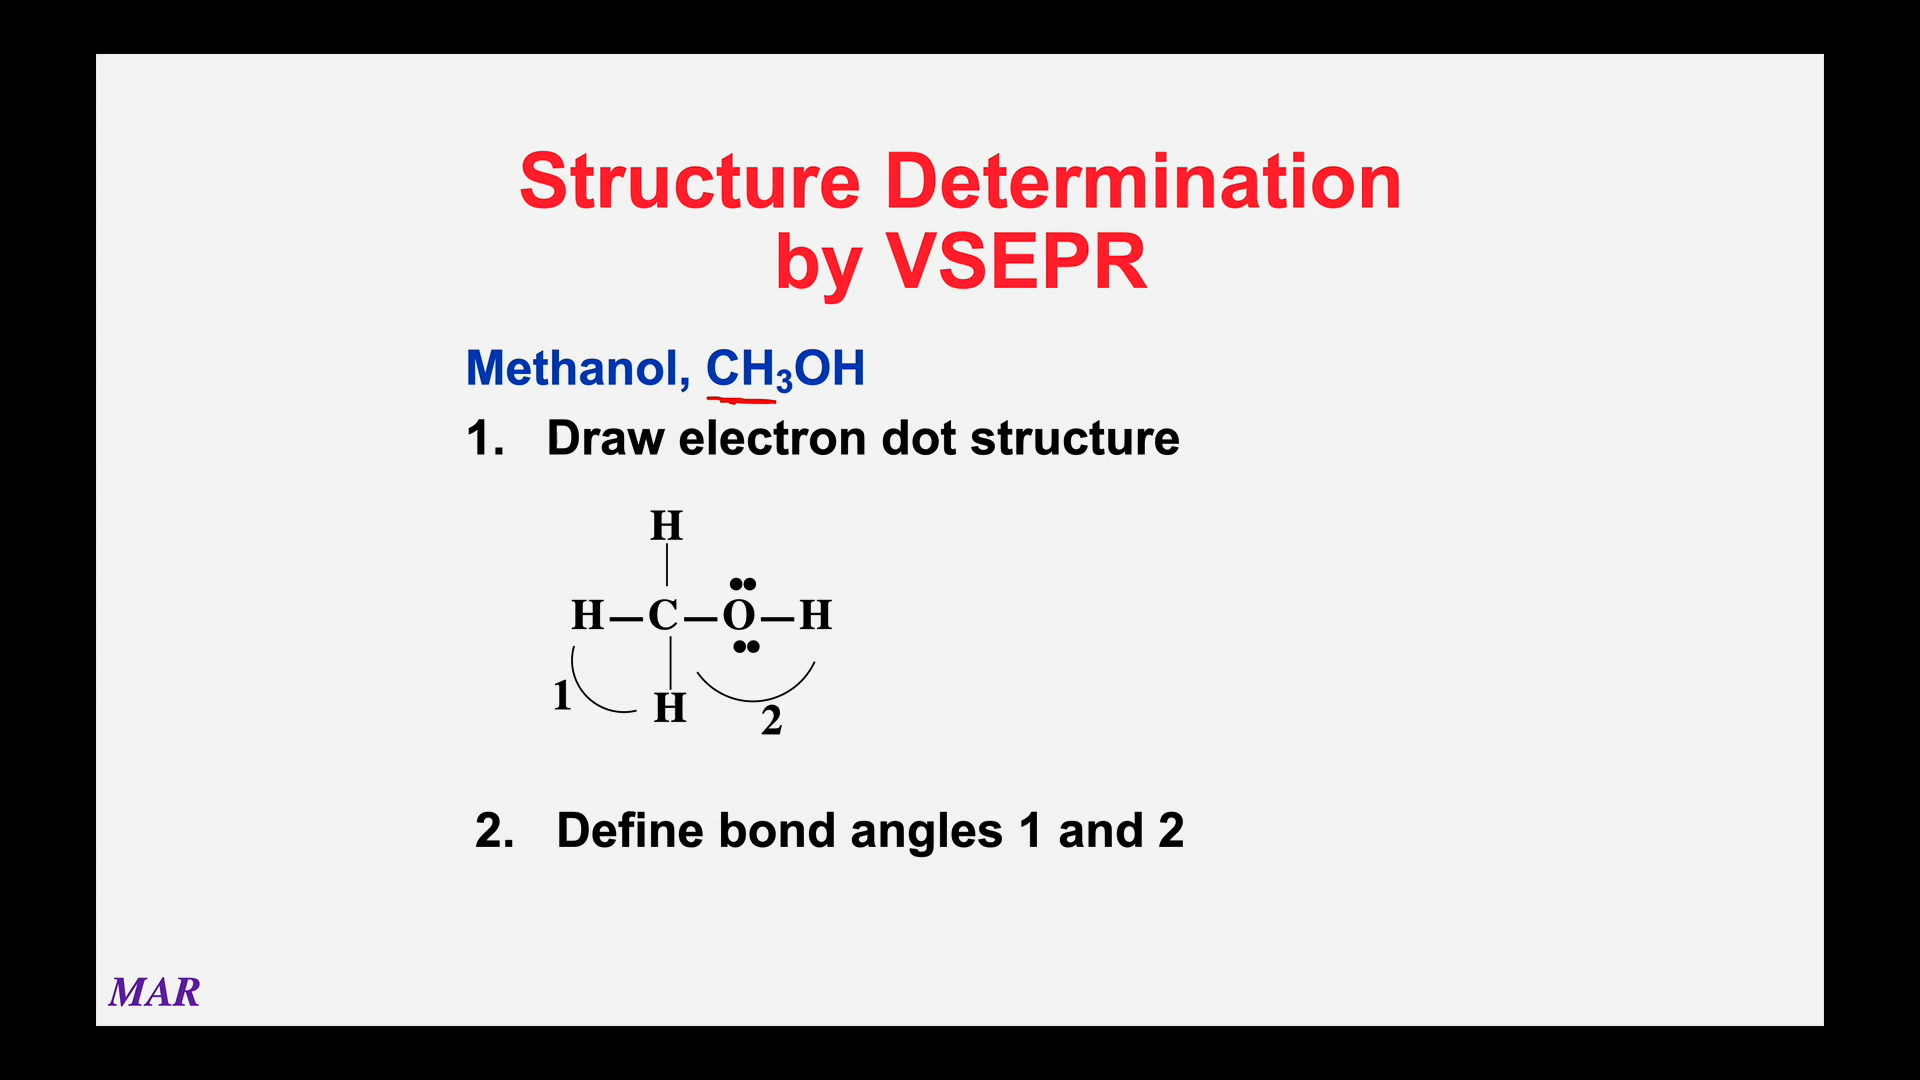 Structure Determination
by VSEPR
Methanol, CH₃OH
1. Draw electron dot structure
H
H—C—O—H
1 H 2
2. Define bond angles 1 and 2
MAR